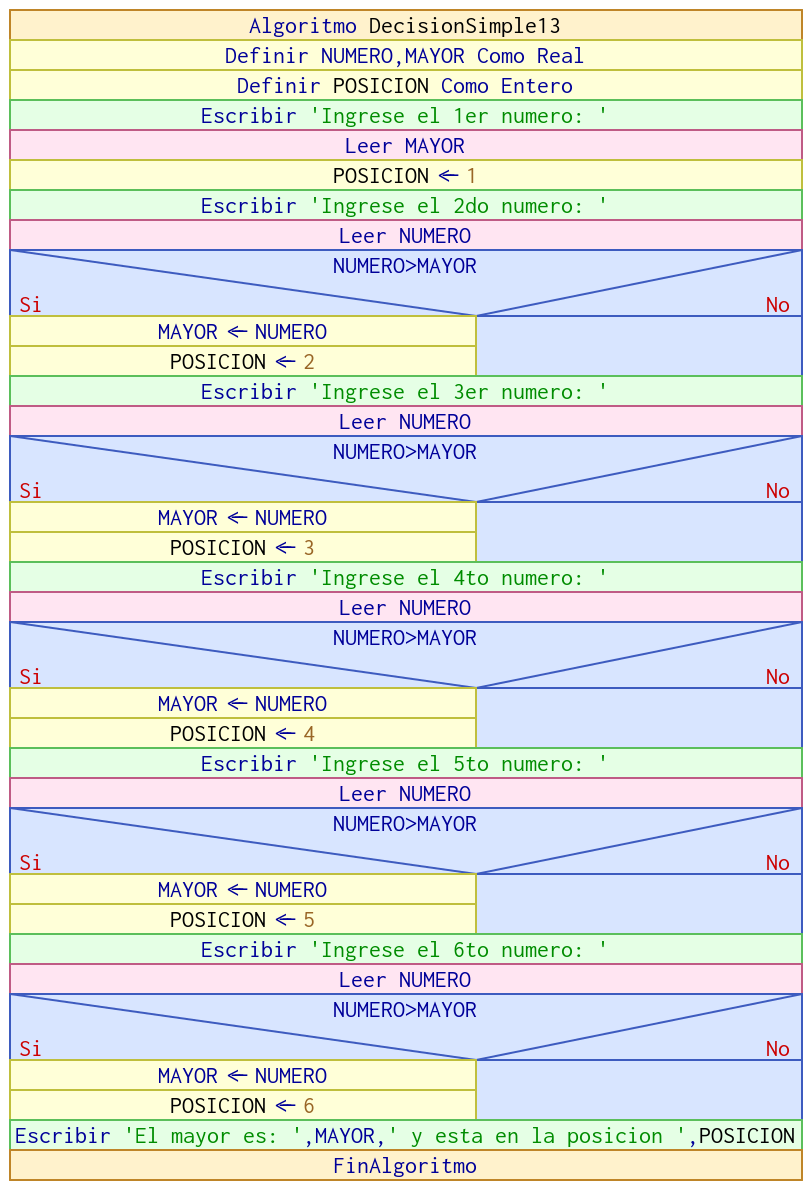 Algoritmo DecisionSimple13
Definir NUMERO,MAYOR Como Real
Definir POSICION Como Entero
Escribir 'Ingrese el 1er numero: '
Leer MAYOR
POSICION ← 1
Escribir 'Ingrese el 2do numero: '
Leer NUMERO
NUMERO>MAYOR
Si No
MAYOR ← NUMERO
POSICION ← 2
Escribir 'Ingrese el 3er numero: '
Leer NUMERO
NUMERO>MAYOR
Si No
MAYOR ← NUMERO
POSICION ← 3
Escribir 'Ingrese el 4to numero: '
Leer NUMERO
NUMERO>MAYOR
Si No
MAYOR ← NUMERO
POSICION ← 4
Escribir 'Ingrese el 5to numero: '
Leer NUMERO
NUMERO>MAYOR
Si No
MAYOR ← NUMERO
POSICION ← 5
Escribir 'Ingrese el 6to numero: '
Leer NUMERO
NUMERO>MAYOR
Si No
MAYOR ← NUMERO
POSICION ← 6
Escribir 'El mayor es: ',MAYOR,' y esta en la posicion ',POSICION
FinAlgoritmo